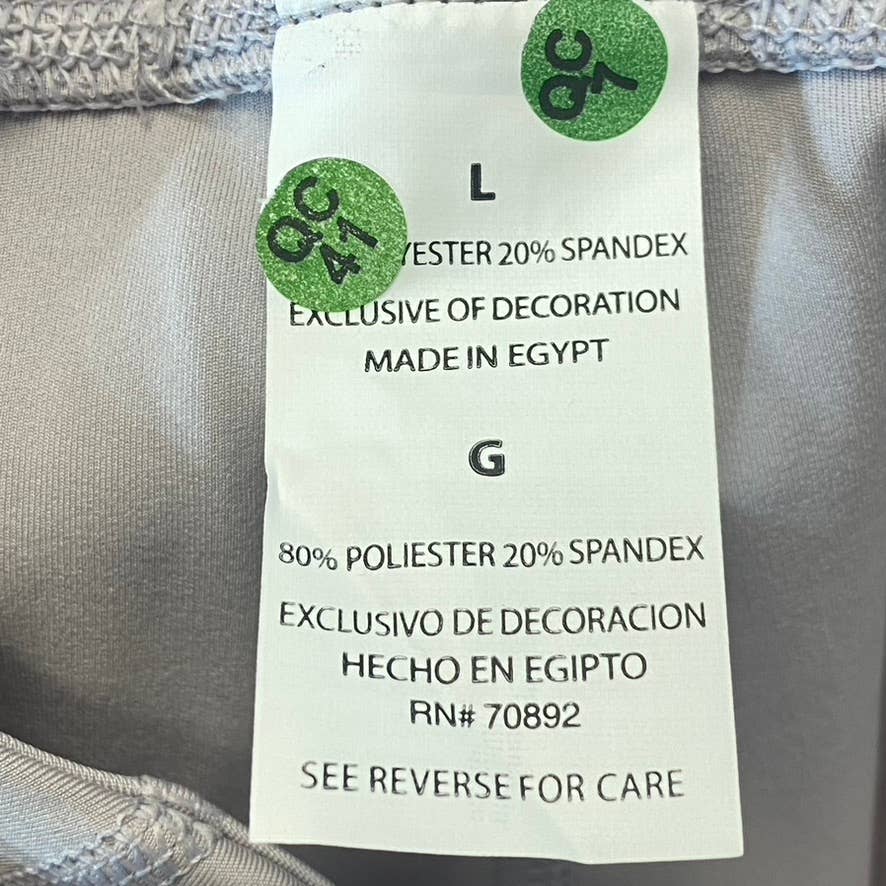 QC
7
L
QC
41
YESTER 20% SPANDEX
EXCLUSIVE OF DECORATION
MADE IN EGYPT
G
80% POLIESTER 20% SPANDEX
EXCLUSIVO DE DECORACION
HECHO EN EGIPTO
RN# 70892
SEE REVERSE FOR CARE